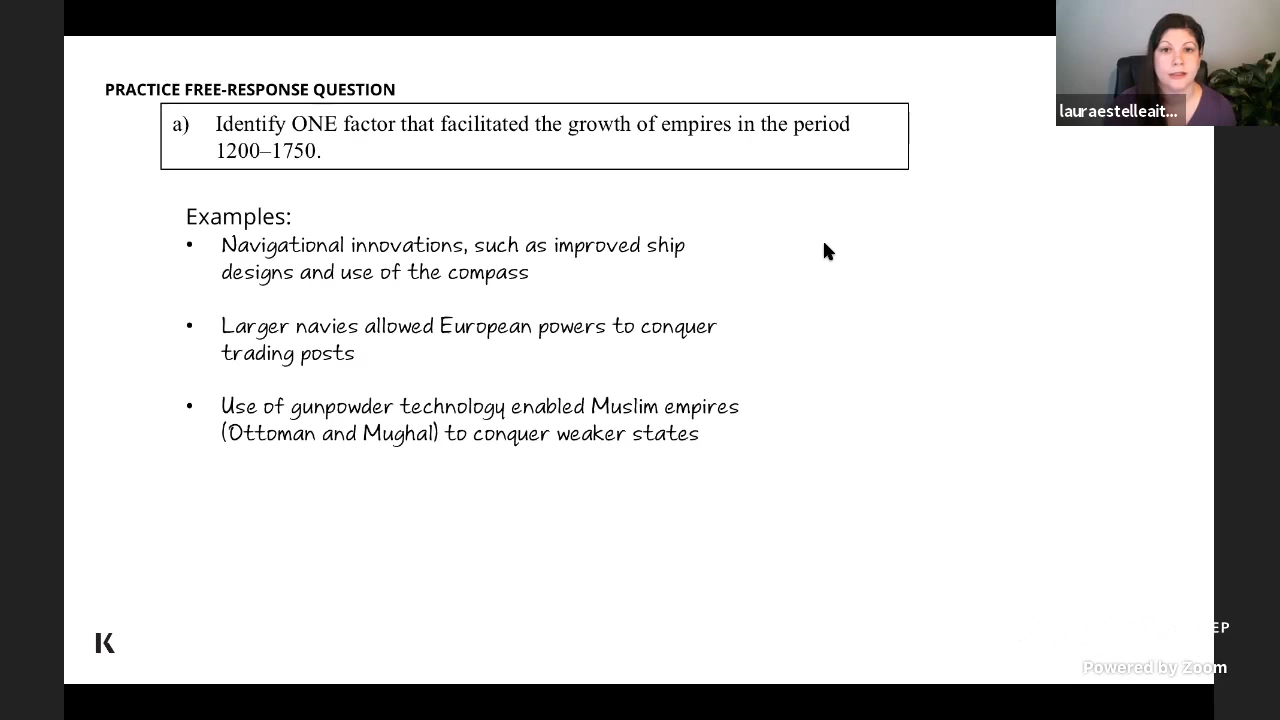 PRACTICE FREE-RESPONSE QUESTION
a) Identify ONE factor that facilitated the growth of empires in the period
1200–1750.
Examples:
• Navigational innovations, such as improved ship
designs and use of the compass
• Larger navies allowed European powers to conquer
trading posts
• Use of gunpowder technology enabled Muslim empires
(Ottoman and Mughal) to conquer weaker states
lauraestelleait...
K
EP
Powered by Zoom